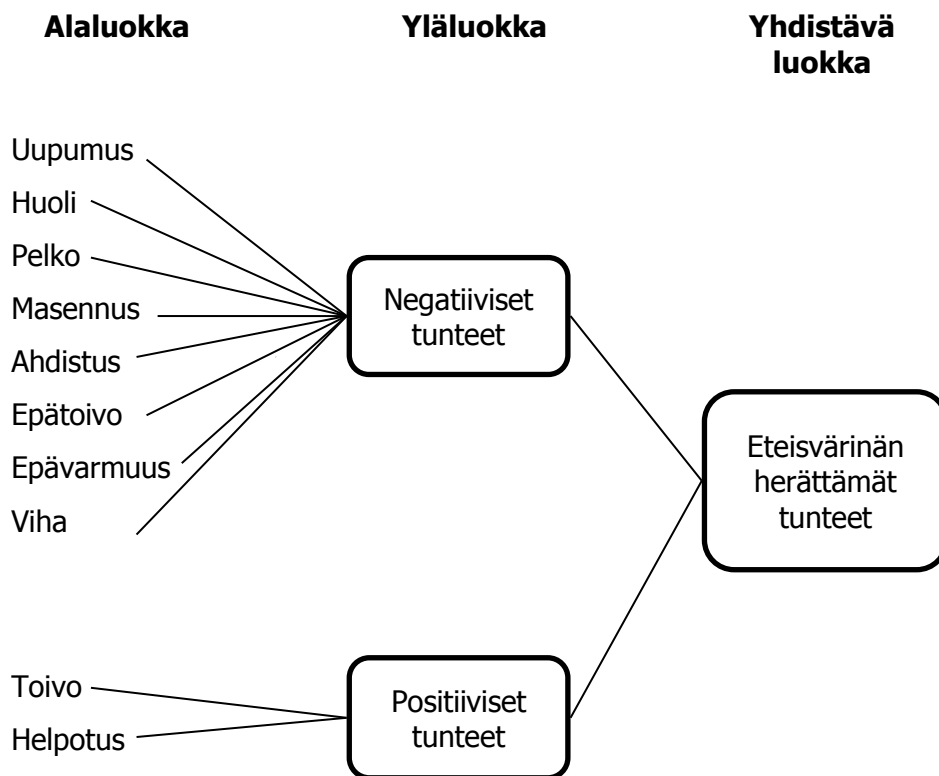 Alaluokka
Yläluokka
Yhdistävä
luokka
Uupumus
Huoli
Pelko
Masennus
Ahdistus
Epätoivo
Epävarmuus
Viha
Negatiiviset
tunteet
Toivo
Helpotus
Positiiviset
tunteet
Eteisvärinän
herättämät
tunteet